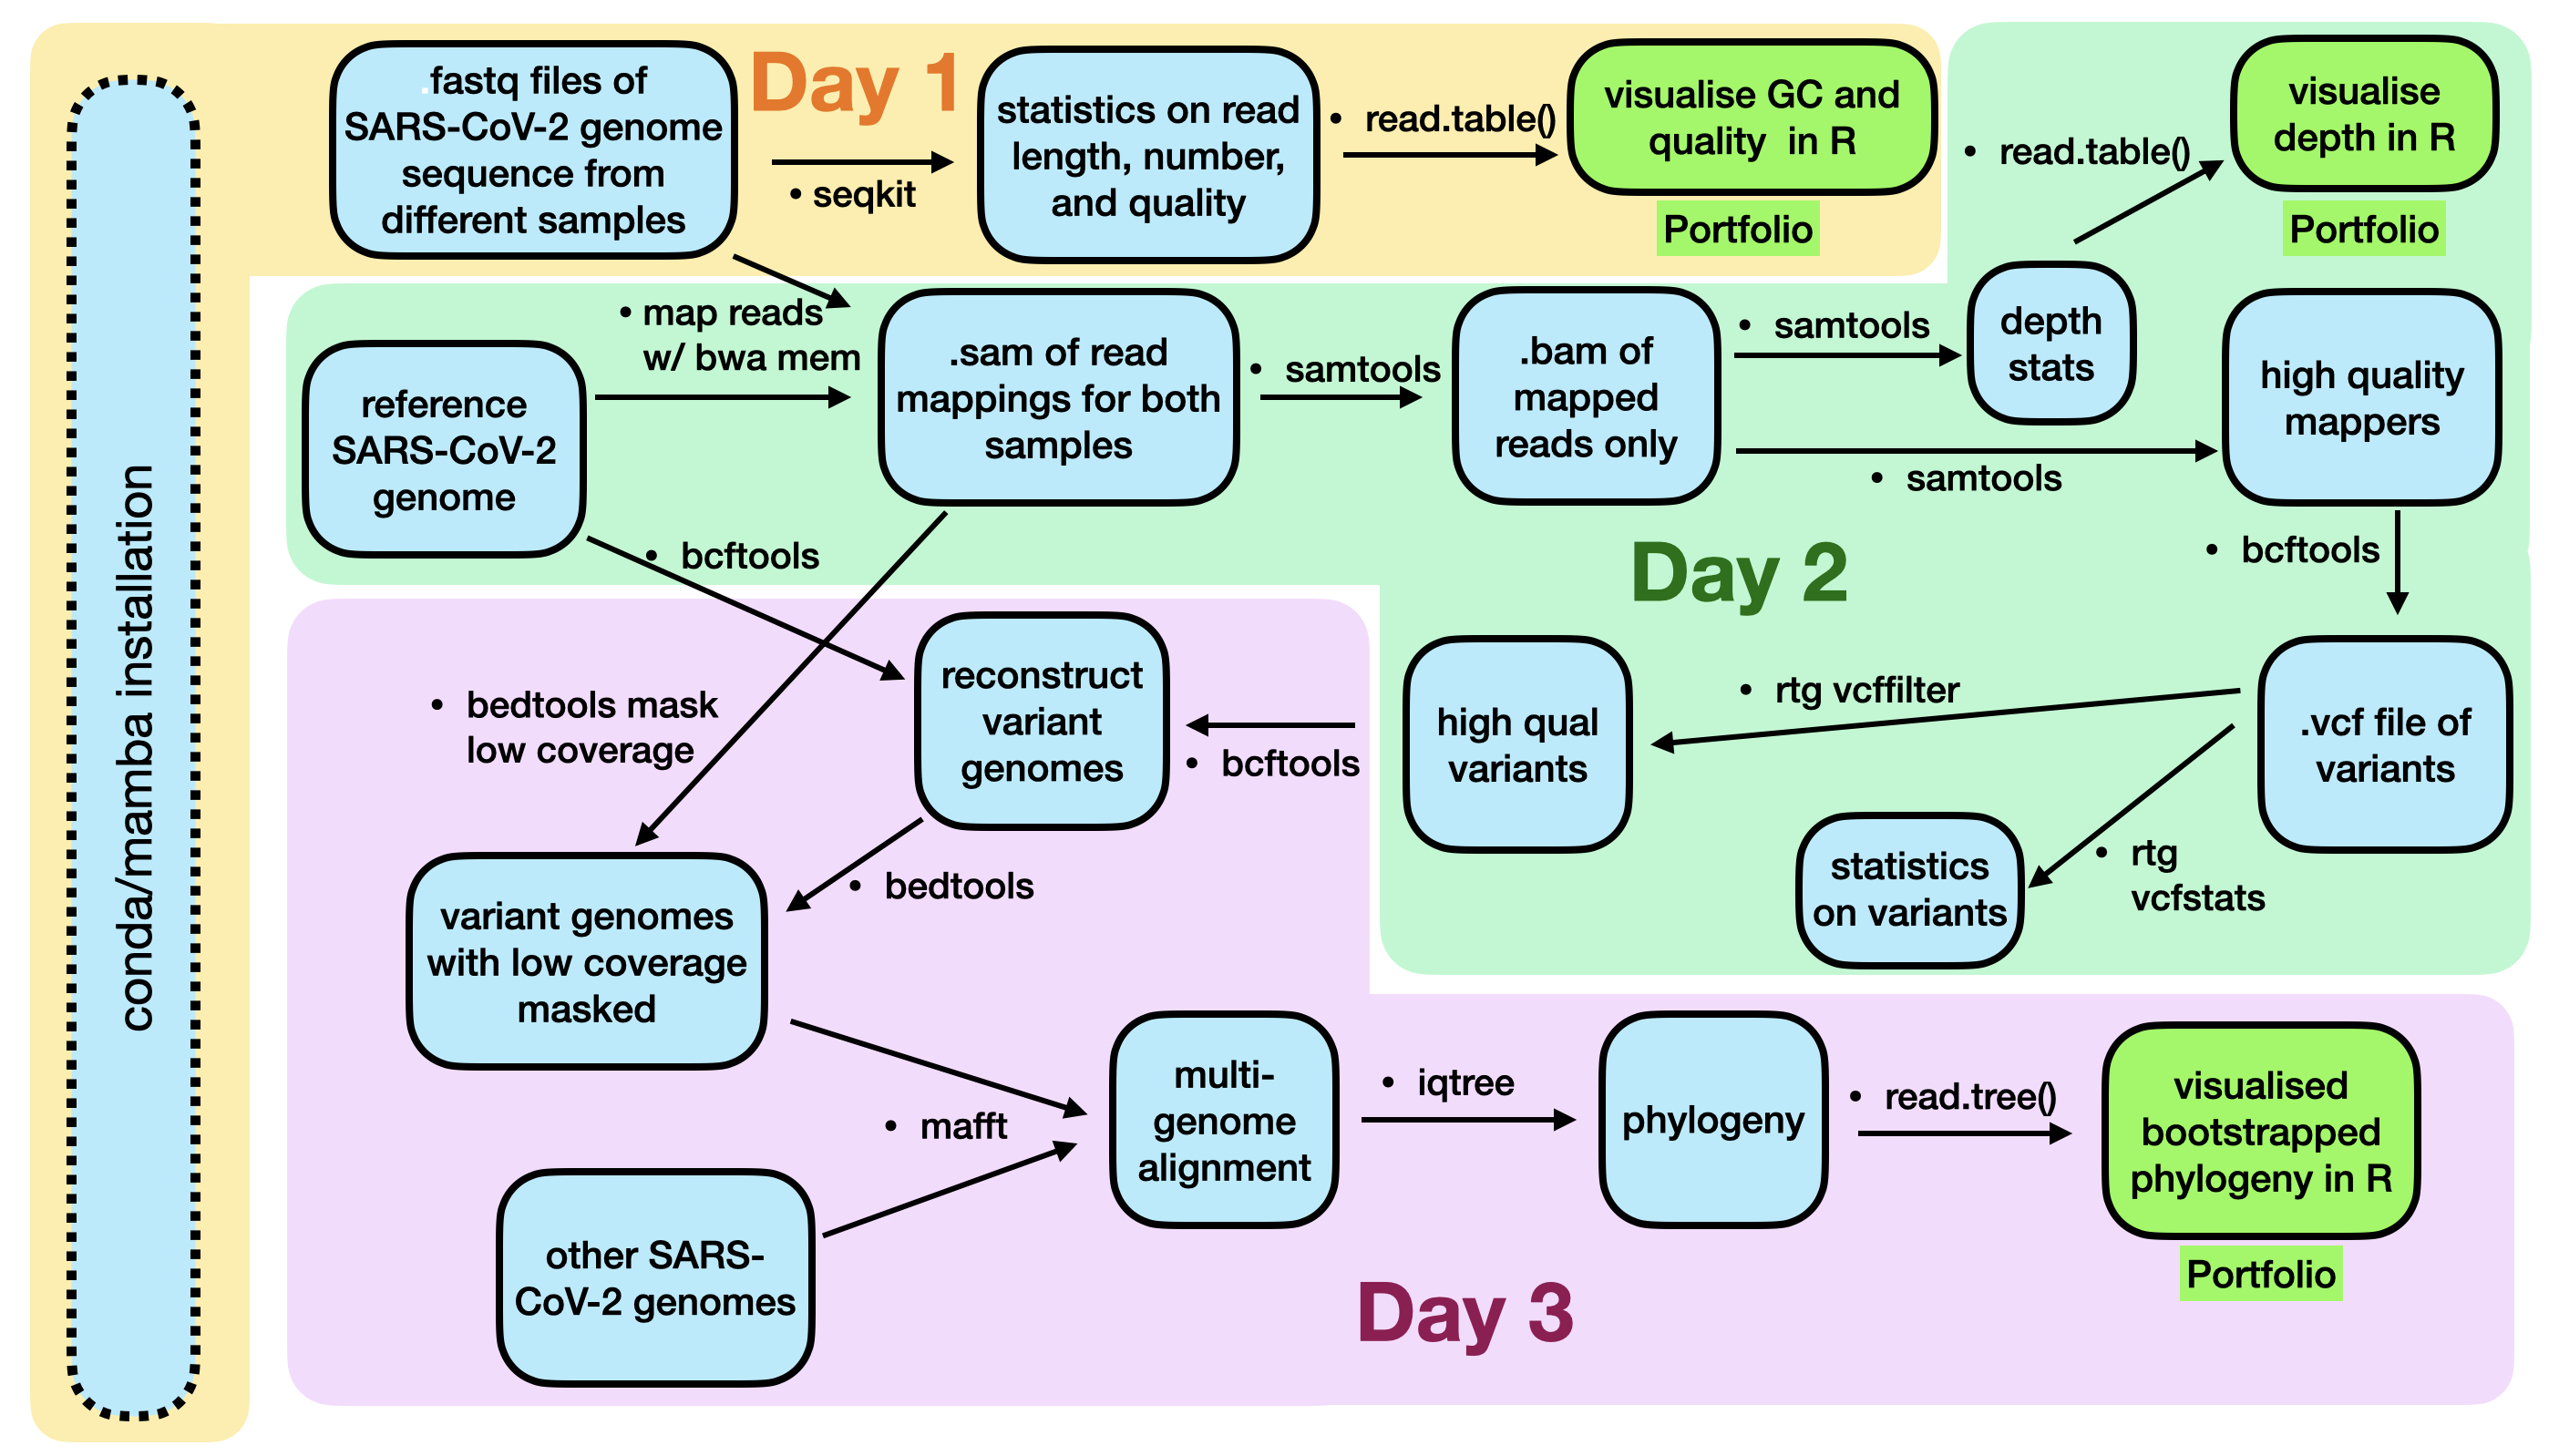 conda/mamba installation
Day 1
.fastq files of
SARS-CoV-2 genome
sequence from
different samples
• seqkit
statistics on read
length, number,
and quality
• read.table()
visualise GC and
quality in R
Portfolio
• read.table()
visualise
depth in R
Portfolio
• map reads
w/ bwa mem
reference
SARS-CoV-2
genome
.sam of read
mappings for both
samples
• samtools
.bam of
mapped
reads only
• samtools
depth
stats
• samtools
high quality
mappers
• bcftools
Day 2
• bcftools
.vcf file of
variants
• rtg vcffilter
high qual
variants
• rtg
vcfstats
statistics
on variants
• bcftools
reconstruct
variant
genomes
• bedtools mask
low coverage
• bedtools
variant genomes
with low coverage
masked
• mafft
other SARS-
CoV-2 genomes
multi-
genome
alignment
• iqtree
phylogeny
• read.tree()
visualised
bootstrapped
phylogeny in R
Portfolio
Day 3